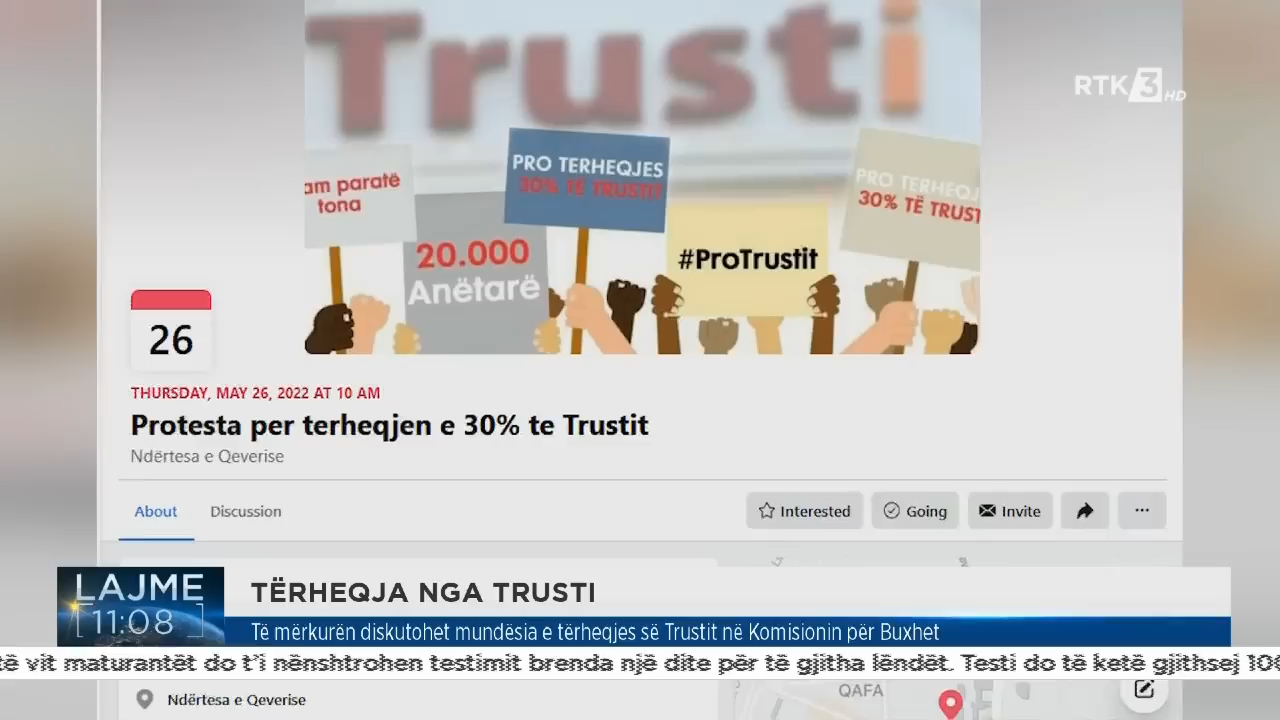 Trusti
RTK 3 HD
am paratë
tona
20.000
Anëtarë
PRO TERHEQJES
30% TË TRUSTIT
#ProTrustit
PRO TERHEQJ
30% TË TRUST
26
THURSDAY, MAY 26, 2022 AT 10 AM
Protesta per terheqjen e 30% te Trustit
Ndërtesa e Qeverise
About Discussion Interested Going Invite
LAJME
11:08
TËRHEQJA NGA TRUSTI
Të mërkurën diskutohet mundësia e tërheqjes së Trustit në Komisionin për Buxhet
të vit maturantët do t'i nënshtrohen testimit brenda një dite për të gjitha lëndët. Testi do të ketë gjithsej 100
Ndërtesa e Qeverise
QAFA